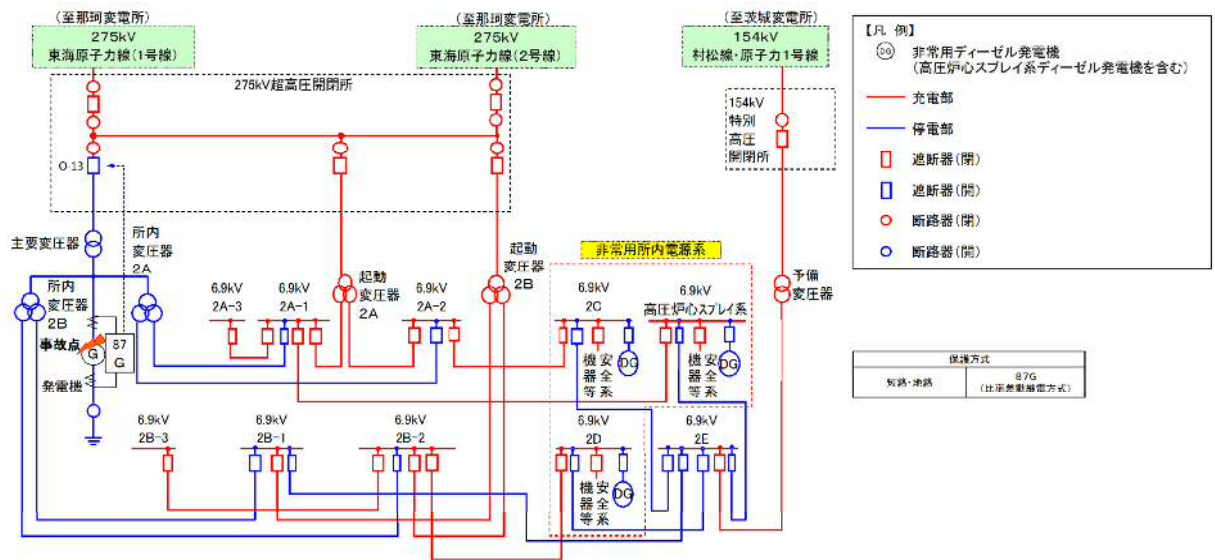 (至那珂変電所)
275kV
東海原子力線(1号線)
(至那珂変電所)
275kV
東海原子力線(2号線)
(至茨城変電所)
154kV
村松線・原子力1号線
275kV超高圧開閉所
154kV
特別
高圧
開閉所
O-13
主要変圧器
所内
変圧器
2A
所内
変圧器
2B
事故点
G
87
G
発電機
起動
変圧器
2A
起動
変圧器
2B
非常用所内電源系
予備
変圧器
6.9kV
2A-3
6.9kV
2A-1
6.9kV
2A-2
6.9kV
2C
6.9kV
高圧炉心スプレイ系
安全系
機器等
DG
安全系
機器等
DG
6.9kV
2B-3
6.9kV
2B-1
6.9kV
2B-2
6.9kV
2D
6.9kV
2E
安全系
機器等
DG
【凡 例】
DG
非常用ディーゼル発電機
(高圧炉心スプレイ系ディーゼル発電機を含む)
充電部
停電部
遮断器(閉)
遮断器(開)
断路器(閉)
断路器(開)
保護方式
短絡・地絡
87G
(比率差動継電方式)